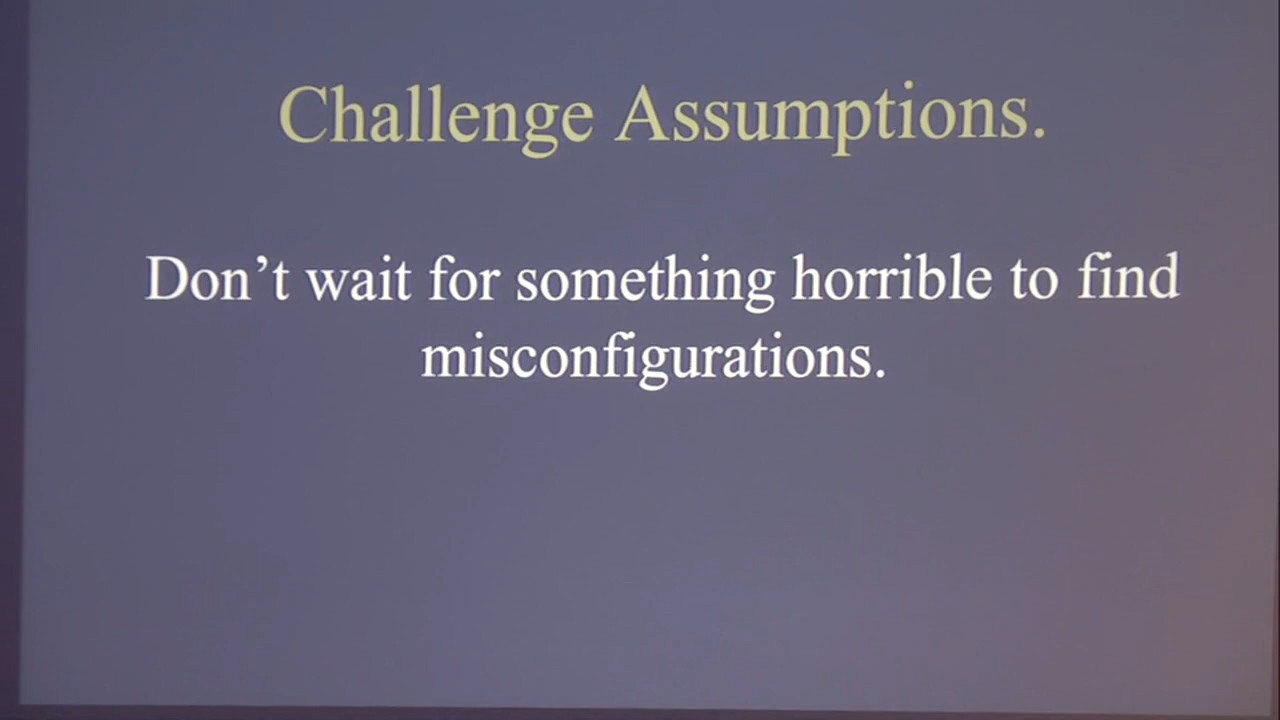 Challenge Assumptions.
Don’t wait for something horrible to find
misconfigurations.